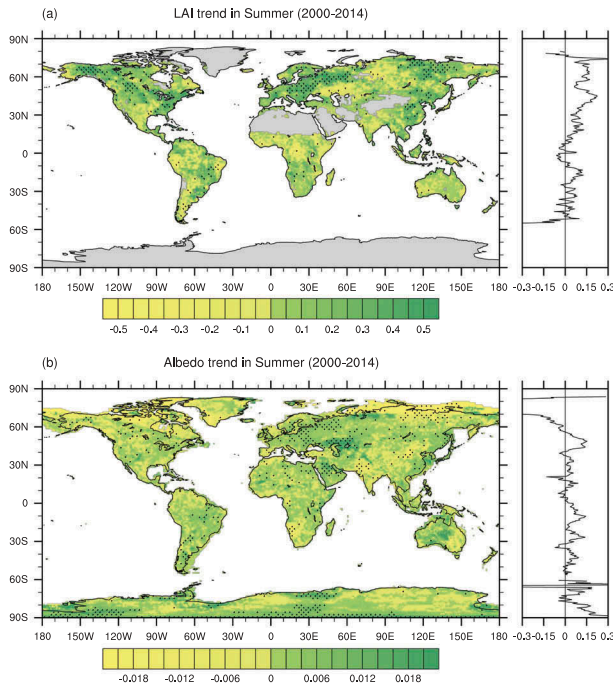 (a) LAI trend in Summer (2000-2014)
90N
60N
30N
0
30S
60S
90S
180 150W 120W 90W 60W 30W 0 30E 60E 90E 120E 150E 180 -0.3 -0.15 0 0.15 0.3
-0.5 -0.4 -0.3 -0.2 -0.1 0 0.1 0.2 0.3 0.4 0.5
(b) Albedo trend in Summer (2000-2014)
90N
60N
30N
0
30S
60S
90S
180 150W 120W 90W 60W 30W 0 30E 60E 90E 120E 150E 180 -0.3 -0.15 0 0.15 0.3
-0.018 -0.012 -0.006 0 0.006 0.012 0.018